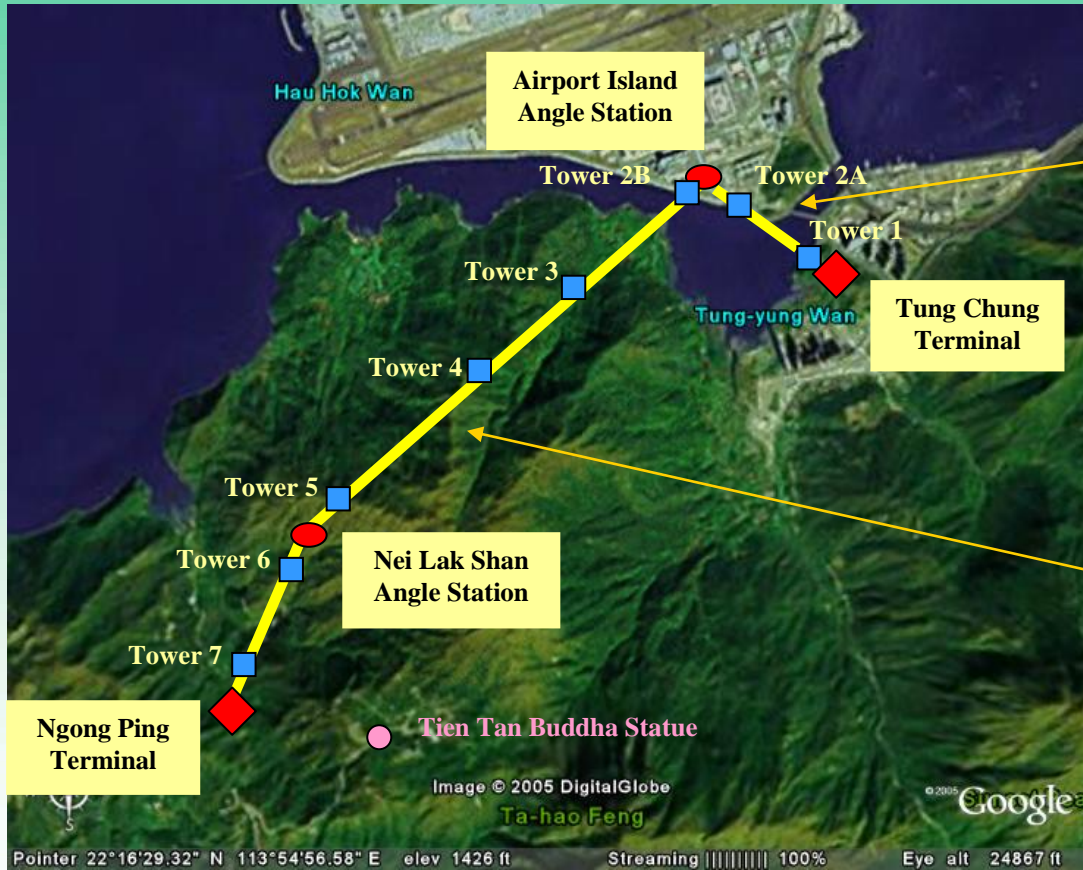 Airport Island
Angle Station
Hau Hok Wan
Tower 2B
Tower 2A
Tower 1
Tower 3
Tung-yung Wan
Tung Chung
Terminal
Tower 4
Tower 5
Tower 6
Nei Lak Shan
Angle Station
Tower 7
Ngong Ping
Terminal
Tien Tan Buddha Statue
Image © 2005 DigitalGlobe
© 2005 Google
Ta-hao Feng
S
Pointer 22°16'29.32" N 113°54'56.58" E elev 1426 ft Streaming |||||||||| 100% Eye alt 24867 ft